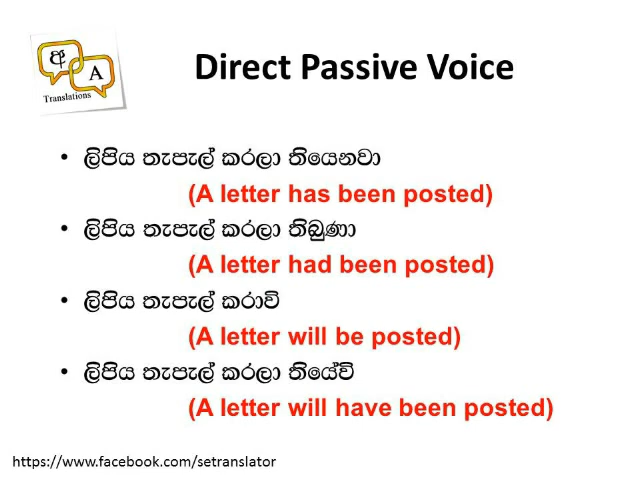 අ
A
Translations
Direct Passive Voice
• ලිපිය තැපැල් කරලා තියෙනවා
(A letter has been posted)
• ලිපිය තැපැල් කරලා තිබුණා
(A letter had been posted)
• ලිපිය තැපැල් කරාවි
(A letter will be posted)
• ලිපිය තැපැල් කරලා තියේවි
(A letter will have been posted)
https://www.facebook.com/setranslator